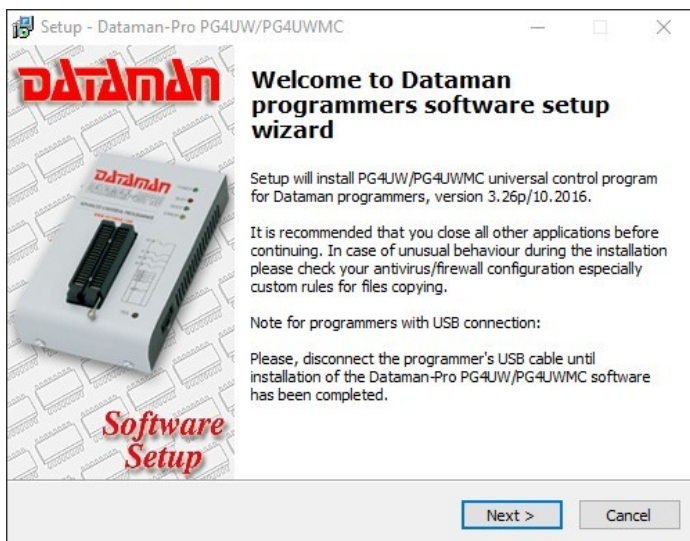 Setup - Dataman-Pro PG4UW/PG4UWMC
DATAMAN
Welcome to Dataman
programmers software setup
wizard
Setup will install PG4UW/PG4UWMC universal control program
for Dataman programmers, version 3.26p/10.2016.
It is recommended that you close all other applications before
continuing. In case of unusual behaviour during the installation
please check your antivirus/firewall configuration especially
custom rules for files copying.
Note for programmers with USB connection:
Please, disconnect the programmer's USB cable until
installation of the Dataman-Pro PG4UW/PG4UWMC software
has been completed.
DATAMAN
Software
Setup
Next >
Cancel